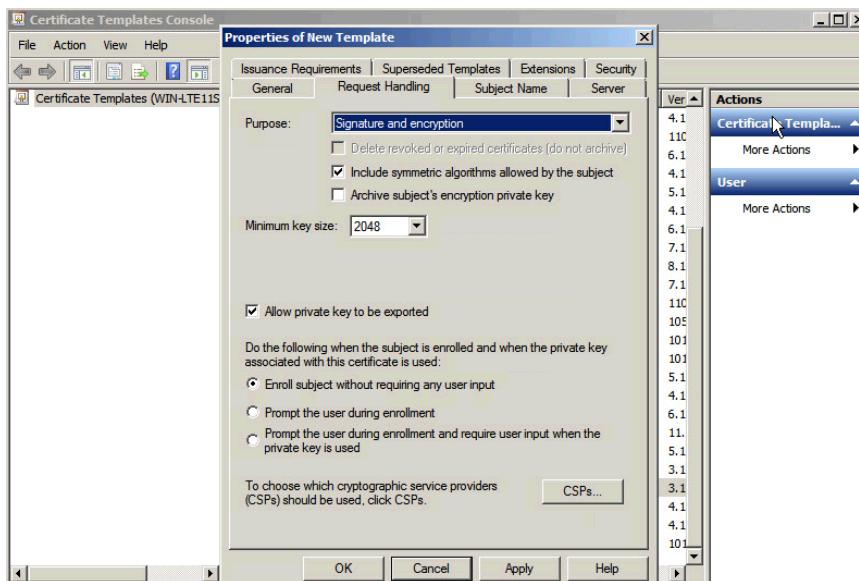 Certificate Templates Console
File Action View Help
Certificate Templates (WIN-LTE11S
Properties of New Template
Issuance Requirements Superseded Templates Extensions Security
General Request Handling Subject Name Server
Purpose: Signature and encryption
Delete revoked or expired certificates (do not archive)
Include symmetric algorithms allowed by the subject
Archive subject's encryption private key
Minimum key size: 2048
Allow private key to be exported
Do the following when the subject is enrolled and when the private key
associated with this certificate is used:
Enroll subject without requiring any user input
Prompt the user during enrollment
Prompt the user during enrollment and require user input when the
private key is used
To choose which cryptographic service providers
(CSPs) should be used, click CSPs.
CSPs...
OK Cancel Apply Help
Ver
4.1
110
6.1
4.1
5.1
4.1
6.1
7.1
8.1
7.1
110
105
101
101
5.1
4.1
6.1
11.
5.1
3.1
3.1
4.1
4.1
101
Actions
Certificate Templa...
More Actions
User
More Actions